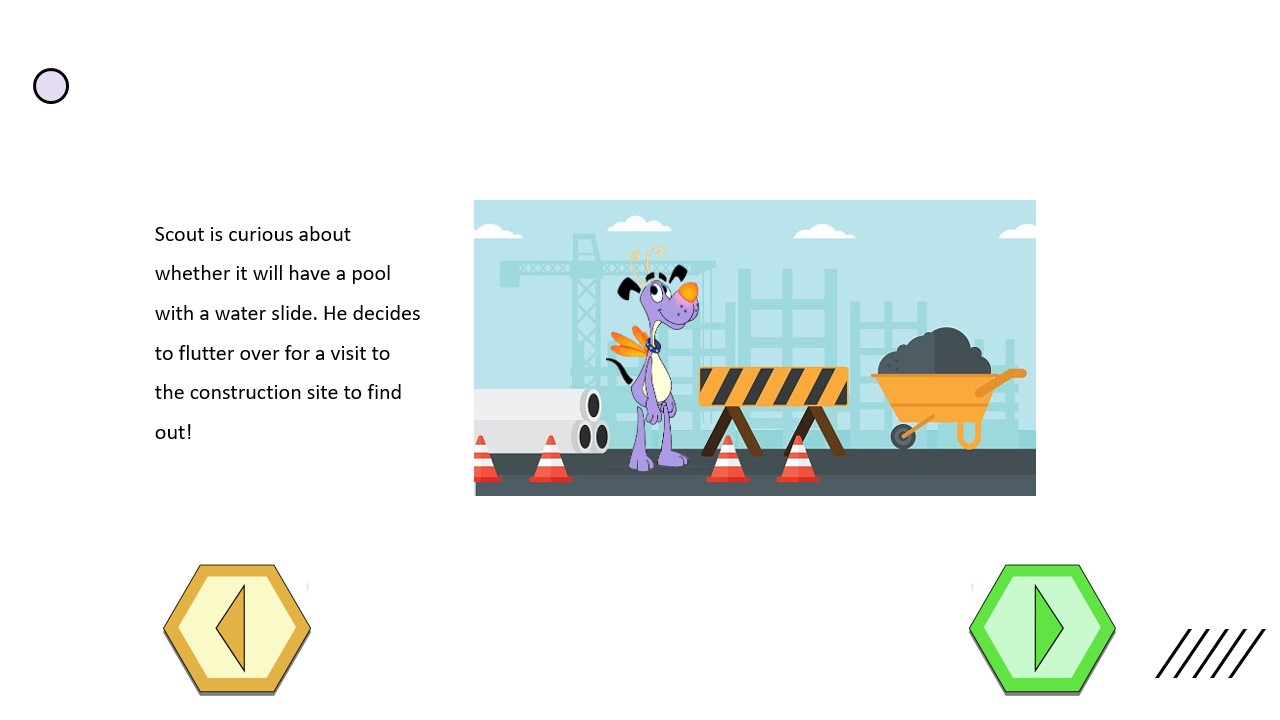 Scout is curious about
whether it will have a pool
with a water slide. He decides
to flutter over for a visit to
the construction site to find
out!